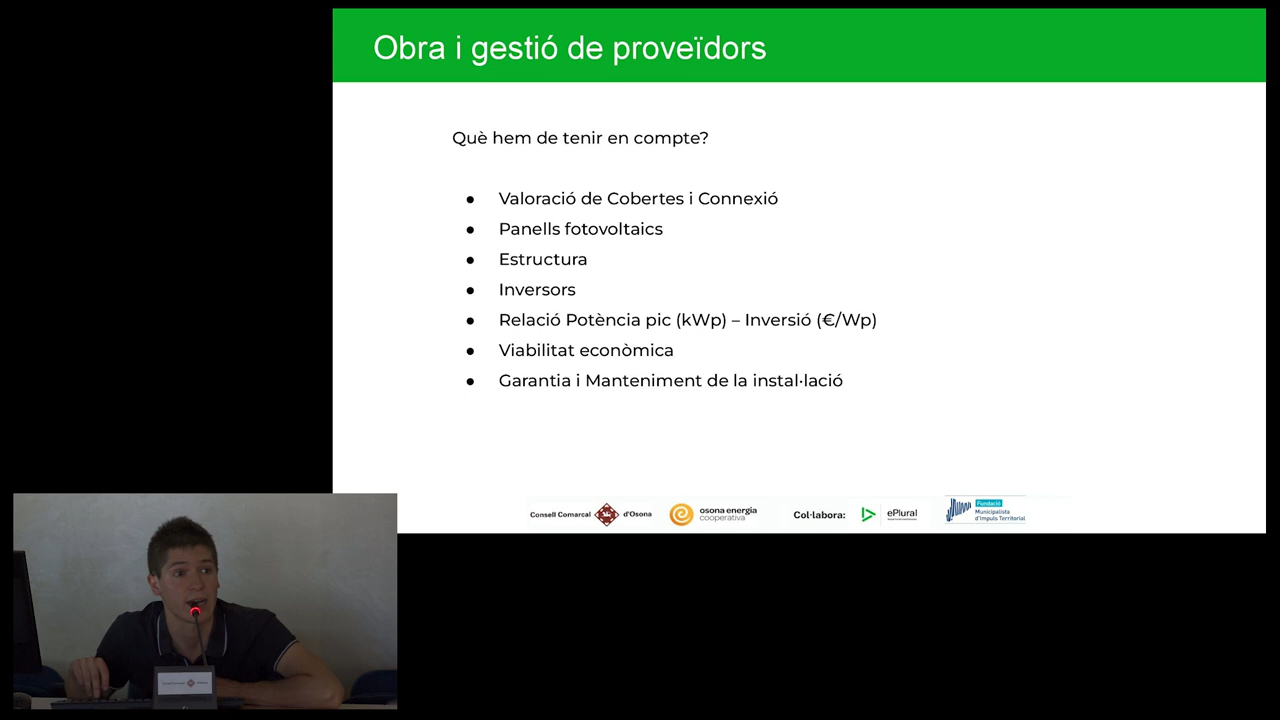 Obra i gestió de proveïdors
Què hem de tenir en compte?
● Valoració de Cobertes i Connexió
● Panells fotovoltaics
● Estructura
● Inversors
● Relació Potència pic (kWp) – Inversió (€/Wp)
● Viabilitat econòmica
● Garantia i Manteniment de la instal·lació
Consell Comarcal d'Osona
osona energia
cooperativa
Col·labora:
ePlural
Fundació
Municipalista
d'Impuls Territorial